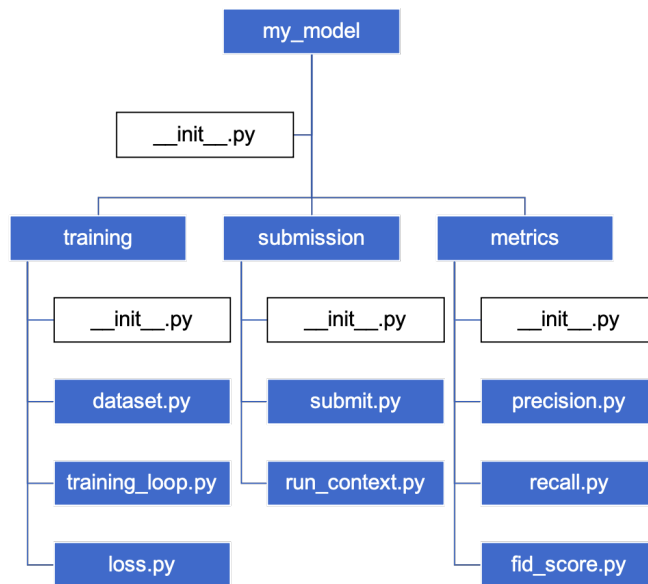 my_model
__init__.py
training
submission
metrics
__init__.py
__init__.py
__init__.py
dataset.py
submit.py
precision.py
training_loop.py
run_context.py
recall.py
loss.py
fid_score.py